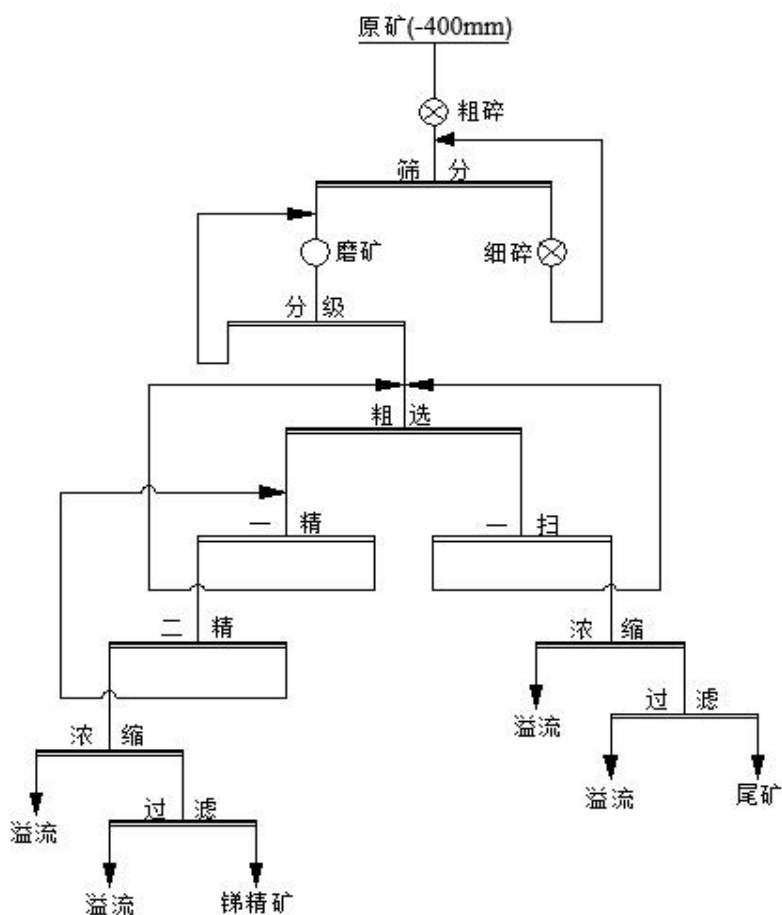 原矿(-400mm)
粗碎
筛 分
磨矿
细碎
分 级
粗 选
一 精
一 扫
二 精
浓 缩
过 滤
溢流
溢流
尾矿
浓 缩
溢流
过 滤
溢流
锑精矿